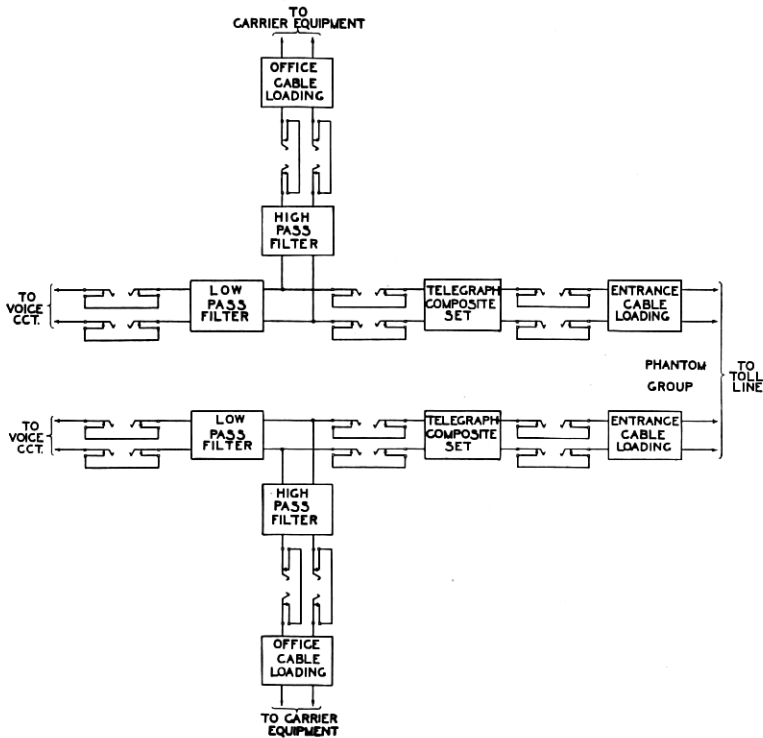 TO
CARRIER EQUIPMENT
OFFICE
CABLE
LOADING
HIGH
PASS
FILTER
TO
VOICE
CCT.
LOW
PASS
FILTER
TELEGRAPH
COMPOSITE
SET
ENTRANCE
CABLE
LOADING
PHANTOM
GROUP
TO
TOLL
LINE
TO
VOICE
CCT.
LOW
PASS
FILTER
TELEGRAPH
COMPOSITE
SET
ENTRANCE
CABLE
LOADING
HIGH
PASS
FILTER
OFFICE
CABLE
LOADING
TO CARRIER
EQUIPMENT